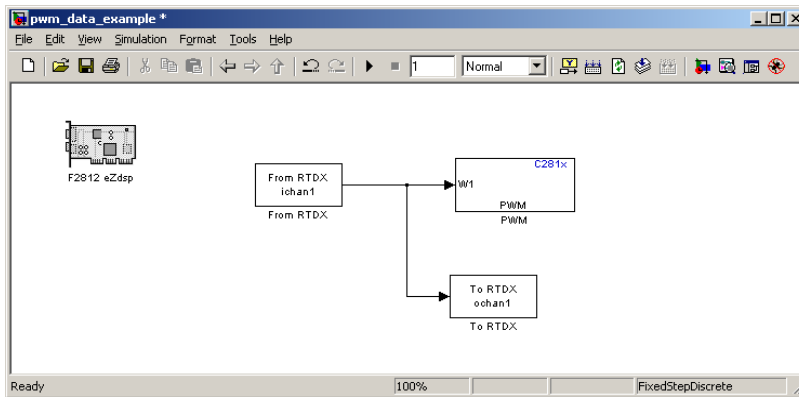 pwm_data_example *
File Edit View Simulation Format Tools Help
1 Normal
F2812 eZdsp
From RTDX
ichan1
From RTDX
C281x
W1
PWM
PWM
To RTDX
ochan1
To RTDX
Ready 100% FixedStepDiscrete